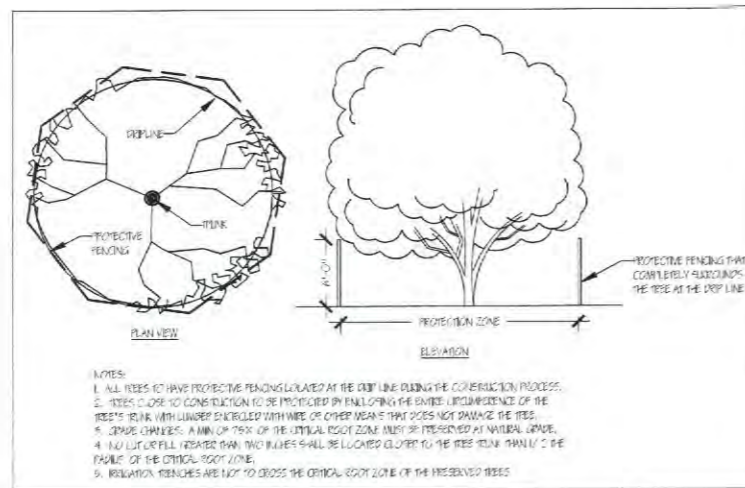 DRIPLINE
TRUNK
PROTECTIVE
FENCING
PLAN VIEW
PROTECTIVE FENCING THAT
COMPLETELY SURROUNDS
THE TREE AT THE DRIP LINE
PROTECTION ZONE
ELEVATION
NOTES:
1. ALL TREES TO HAVE PROTECTIVE FENCING LOCATED AT THE DRIP LINE DURING THE CONSTRUCTION PROCESS.
2. TREES CLOSE TO CONSTRUCTION TO BE PROTECTED BY ENCLOSING THE ENTIRE CIRCUMFERENCE OF THE
TREE'S TRUNK WITH LUMBER ENCIRCLED WITH WIRE OR OTHER MEANS THAT DOES NOT DAMAGE THE TREE.
3. GRADE CHANGES: A MIN OF 75% OF THE CRITICAL ROOT ZONE MUST BE PRESERVED AT NATURAL GRADE.
4. NO CUT OR FILL GREATER THAN TWO INCHES SHALL BE LOCATED CLOSER TO THE TREE TRUNK THAN 1/2 THE
RADIUS OF THE CRITICAL ROOT ZONE.
5. IRRIGATION TRENCHES ARE NOT TO CROSS THE CRITICAL ROOT ZONE OF THE PRESERVED TREES